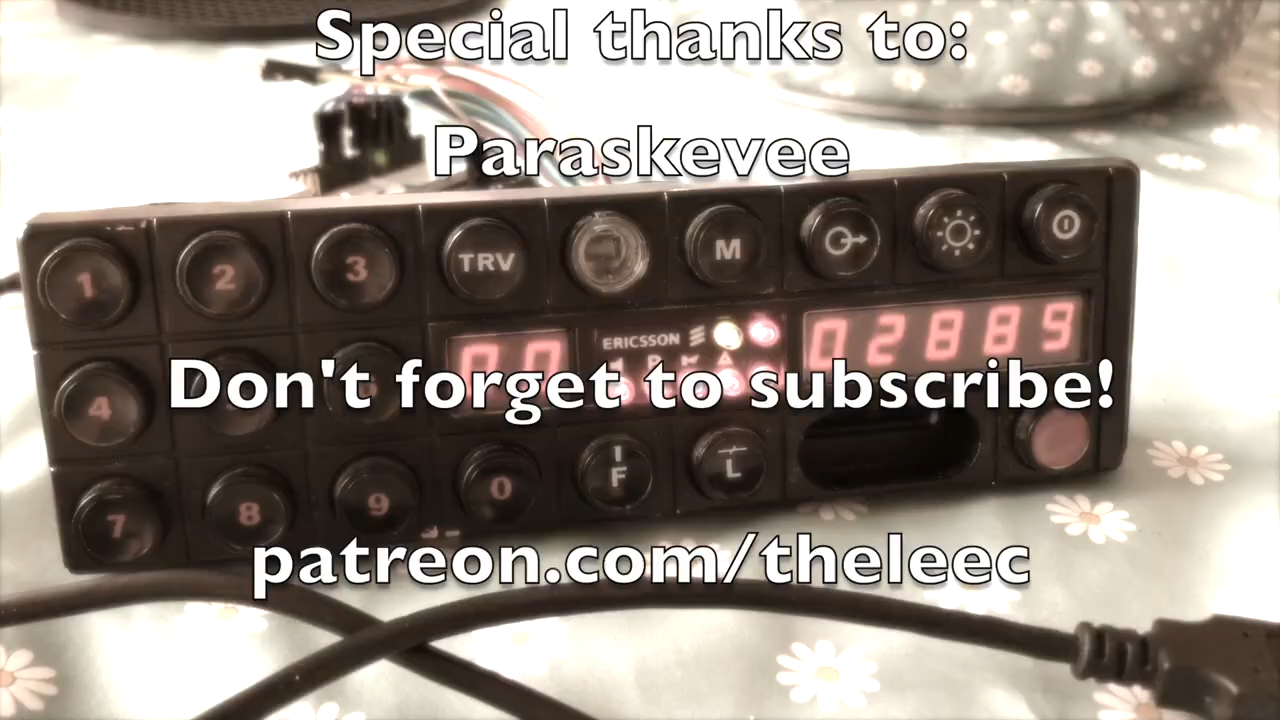 Special thanks to:
Paraskevee
1 2 3 TRV M
ERICSSON
02889
Don't forget to subscribe!
4
7 8 9 0 F L
patreon.com/theleec